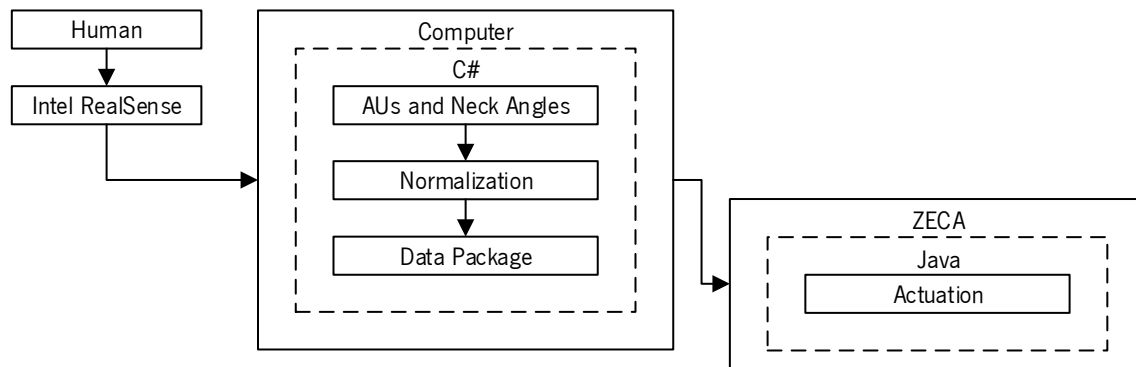 Human
Intel RealSense
Computer
C#
AUs and Neck Angles
Normalization
Data Package
ZECA
Java
Actuation